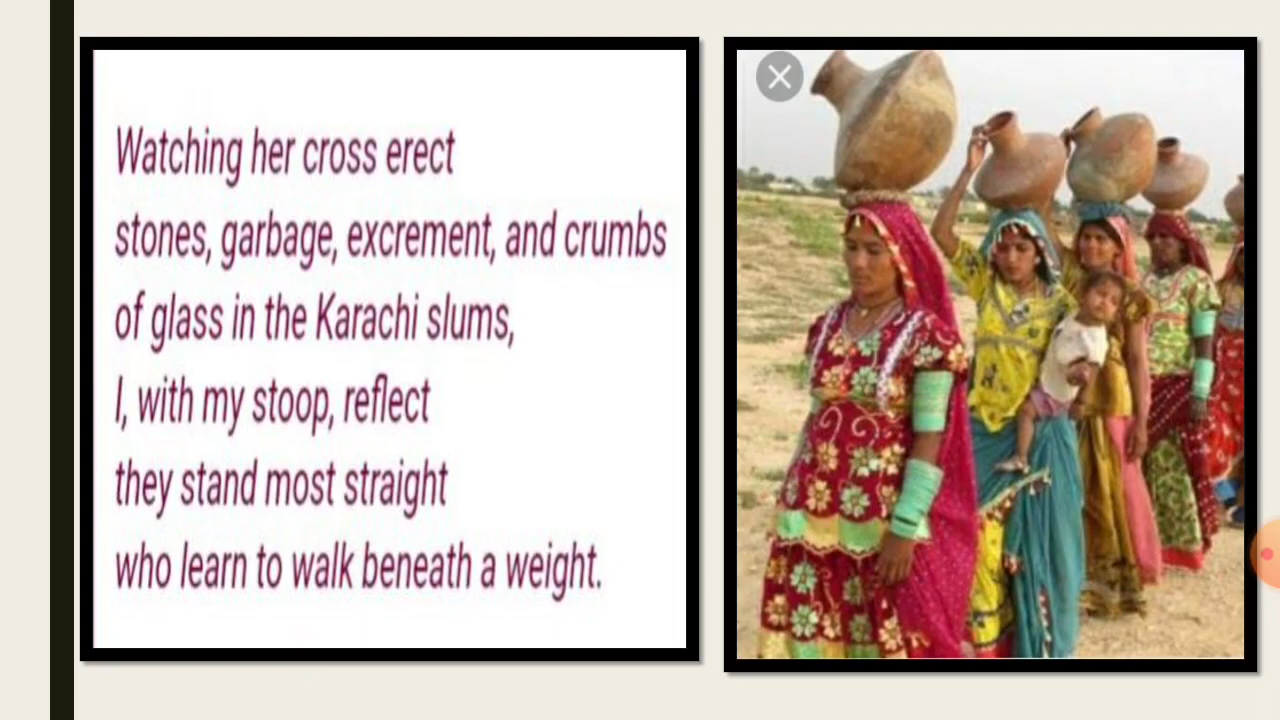 Watching her cross erect
stones, garbage, excrement, and crumbs
of glass in the Karachi slums,
I, with my stoop, reflect
they stand most straight
who learn to walk beneath a weight.